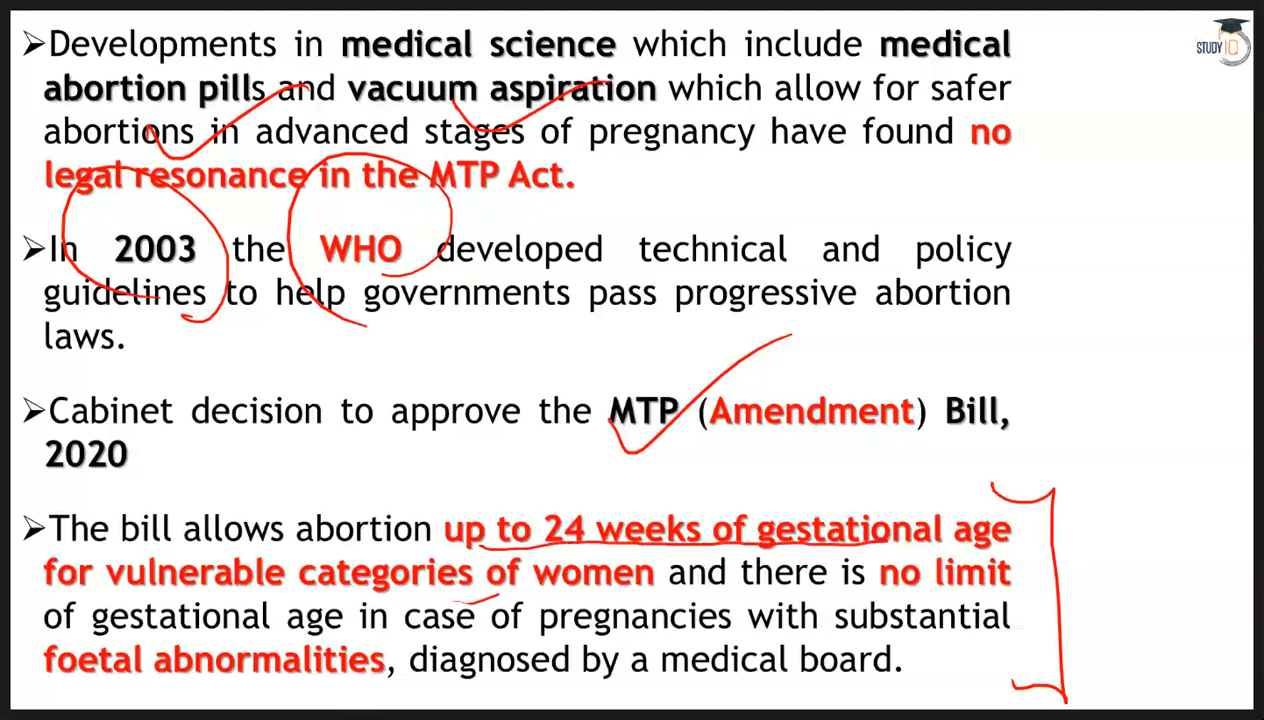 ➢Developments in medical science which include medical
abortion pills and vacuum aspiration which allow for safer
abortions in advanced stages of pregnancy have found no
legal resonance in the MTP Act.
➢In 2003 the WHO developed technical and policy
guidelines to help governments pass progressive abortion
laws.
➢Cabinet decision to approve the MTP (Amendment) Bill,
2020
➢The bill allows abortion up to 24 weeks of gestational age
for vulnerable categories of women and there is no limit
of gestational age in case of pregnancies with substantial
foetal abnormalities, diagnosed by a medical board.
STUDY IQ